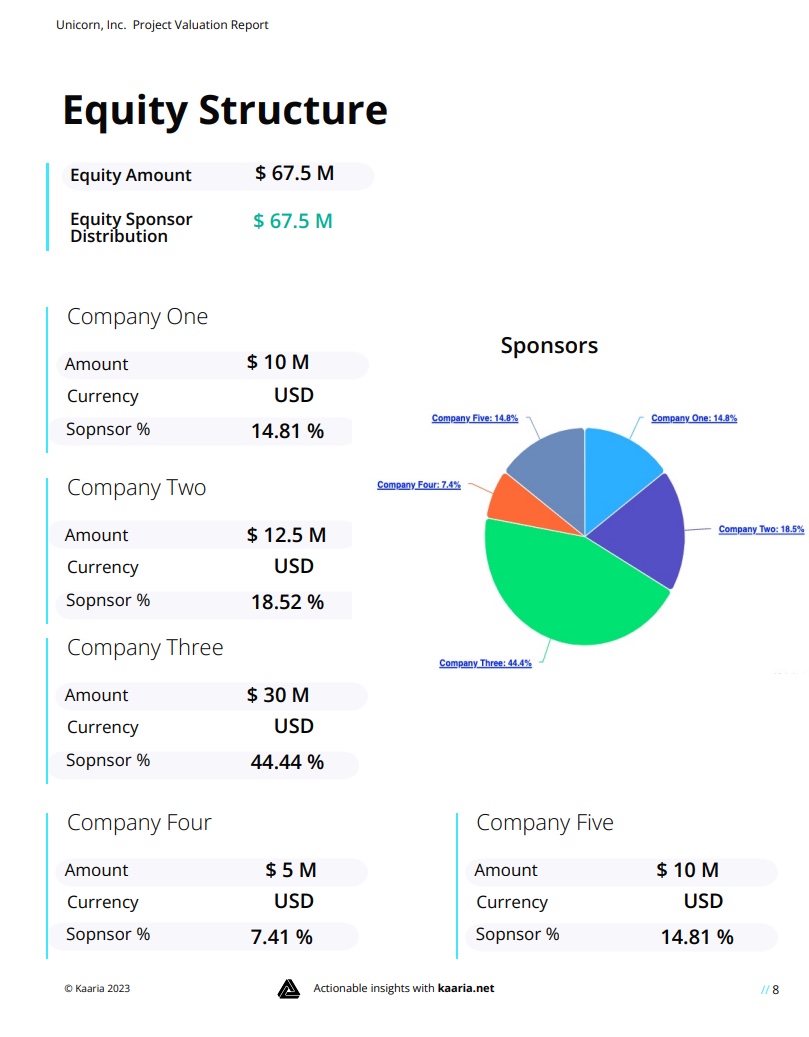 Unicorn, Inc.  Project Valuation Report
Equity Structure
Equity Amount $ 67.5 M
Equity Sponsor
Distribution $ 67.5 M
Company One
Amount $ 10 M
Currency USD
Sopnsor % 14.81 %
Company Two
Amount $ 12.5 M
Currency USD
Sopnsor % 18.52 %
Company Three
Amount $ 30 M
Currency USD
Sopnsor % 44.44 %
Sponsors
Company Five: 14.8%
Company One: 14.8%
Company Four: 7.4%
Company Two: 18.5%
Company Three: 44.4%
Company Four
Amount $ 5 M
Currency USD
Sopnsor % 7.41 %
Company Five
Amount $ 10 M
Currency USD
Sopnsor % 14.81 %
© Kaaria 2023
Actionable insights with kaaria.net
// 8